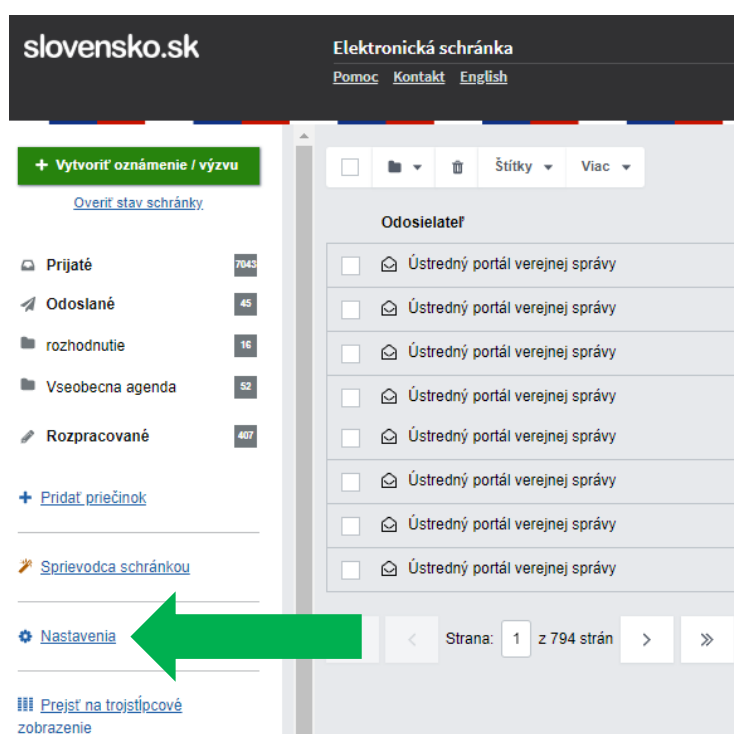 slovensko.sk
Elektronická schránka
Pomoc Kontakt English
+ Vytvoriť oznámenie / výzvu
Overiť stav schránky
Prijaté 7043
Odoslané 45
rozhodnutie 16
Vseobecna agenda 52
Rozpracované 407
+ Pridať priečinok
Sprievodca schránkou
Nastavenia
Prejsť na trojstĺpcové
zobrazenie
Štítky Viac
Odosielateľ
Ústredný portál verejnej správy
Ústredný portál verejnej správy
Ústredný portál verejnej správy
Ústredný portál verejnej správy
Ústredný portál verejnej správy
Ústredný portál verejnej správy
Ústredný portál verejnej správy
Ústredný portál verejnej správy
Strana: 1 z 794 strán